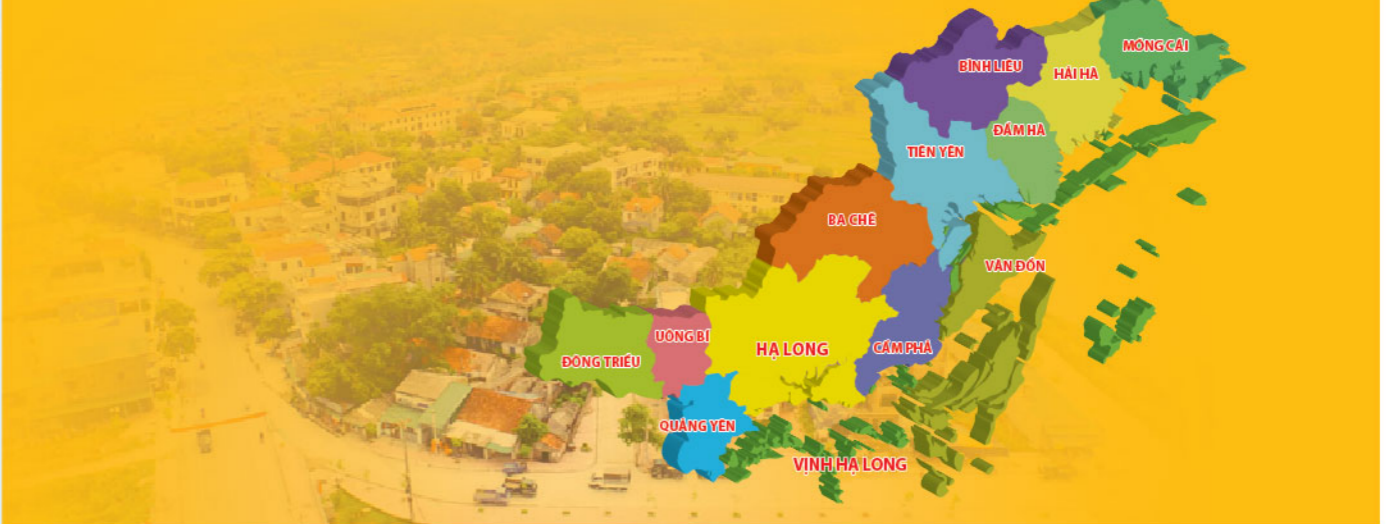 MÓNG CÁI
BÌNH LIÊU
HẢI HÀ
ĐẦM HÀ
TIÊN YÊN
BA CHẼ
VÂN ĐỒN
UÔNG BÍ
HẠ LONG
CẨM PHẢ
ĐÔNG TRIỀU
QUẢNG YÊN
VỊNH HẠ LONG